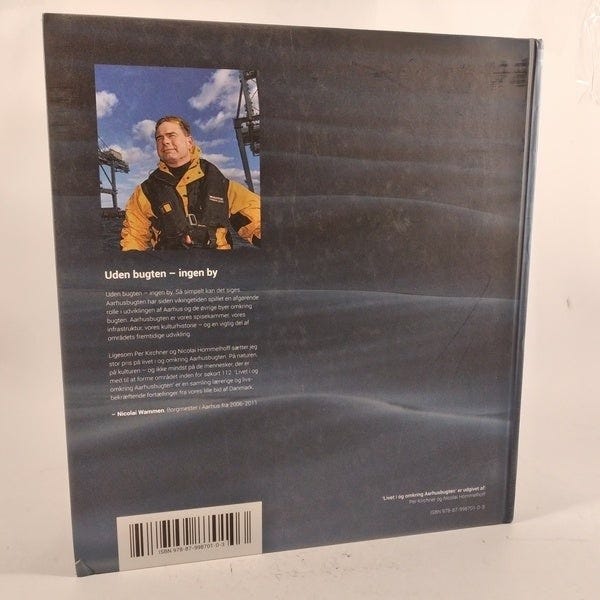 Uden bugten – ingen by
Uden bugten – ingen by. Så simpelt kan det siges.
Aarhusbugten har siden vikingetiden spillet en afgørende
rolle i udviklingen af Aarhus og de øvrige byer omkring
bugten. Aarhusbugten er vores spisekammer, vores
infrastruktur, vores kulturhistorie – og en vigtig del af
områdets fremtidige udvikling.
Ligesom Per Kirchner og Nicolai Hommelhoff sætter jeg
stor pris på livet i og omkring Aarhusbugten. På naturen,
på kulturen – og ikke mindst på de mennesker, der er
med til at forme området inden for søkort 112. 'Livet i og
omkring Aarhusbugten' er en samling lærerige og livs-
bekræftende fortællinger fra vores lille bid af Danmark.
– Nicolai Wammen, Borgmester i Aarhus fra 2006-2011
'Livet i og omkring Aarhusbugten' er udgivet af:
Per Kirchner og Nicolai Hommelhoff
ISBN 978-87-998701-0-3
ISBN 978-87-998701-0-3